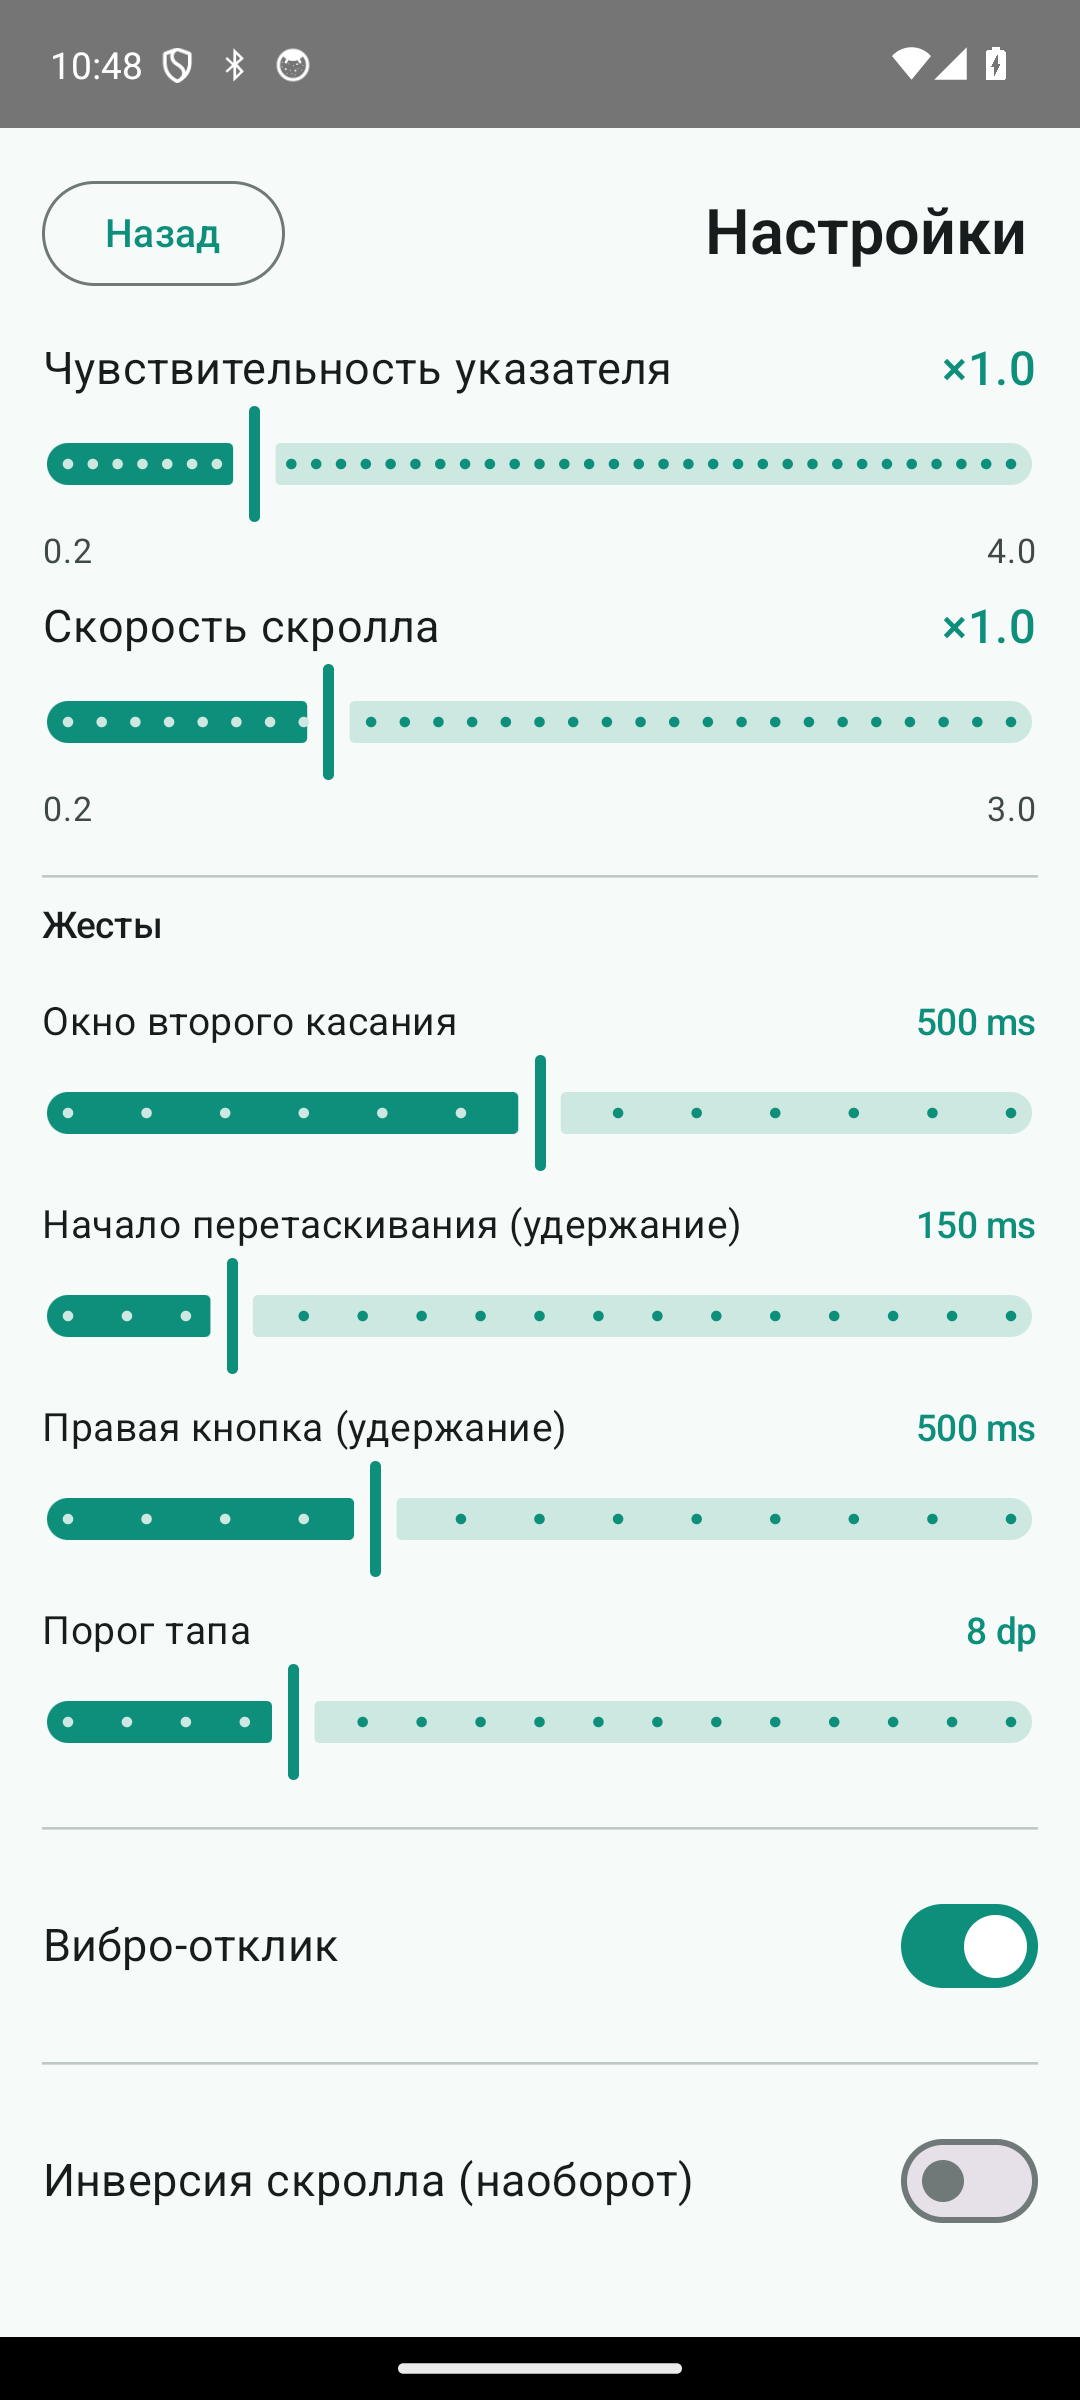 10:48
Назад
Настройки
Чувствительность указателя ×1.0
0.2 4.0
Скорость скролла ×1.0
0.2 3.0
Жесты
Окно второго касания 500 ms
Начало перетаскивания (удержание) 150 ms
Правая кнопка (удержание) 500 ms
Порог тапа 8 dp
Вибро-отклик
Инверсия скролла (наоборот)